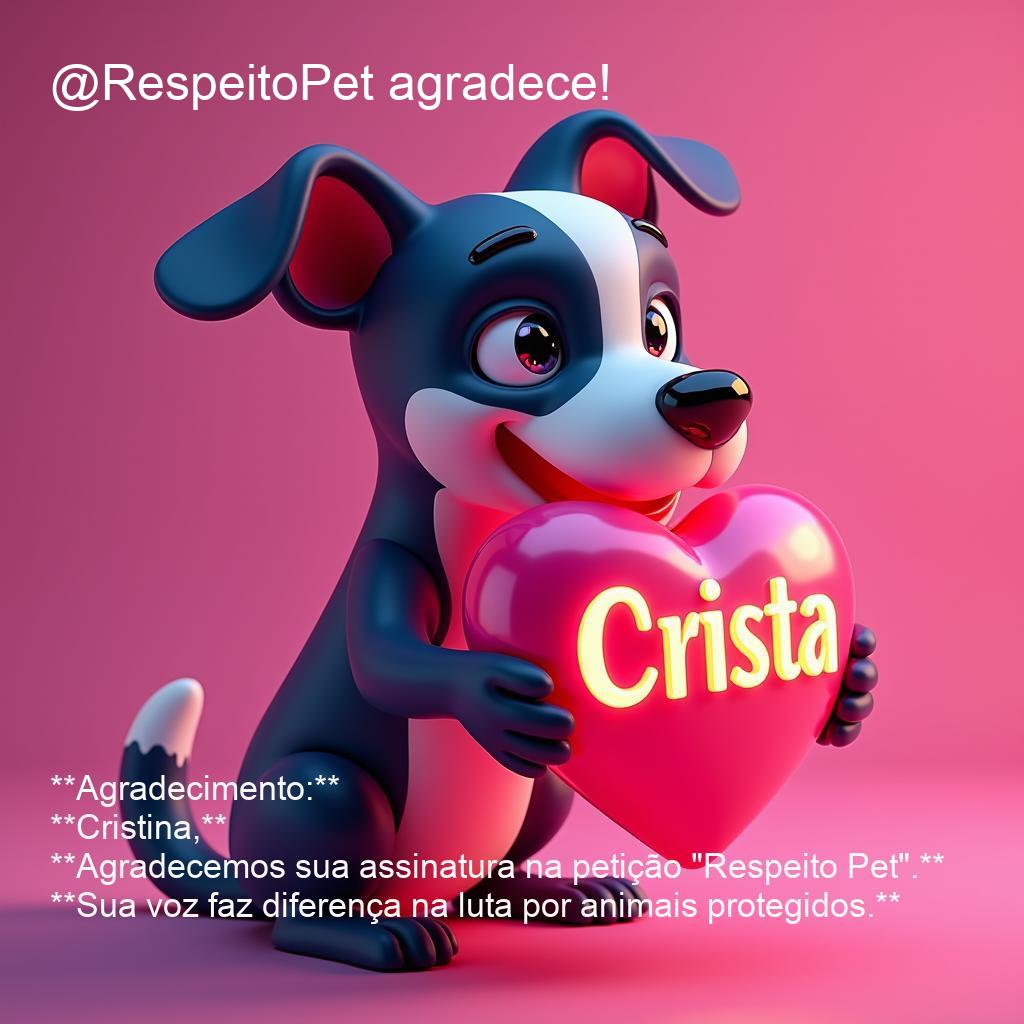 @RespeitoPet agradece!
Crista
**Agradecimento:**
**Cristina,**
**Agradecemos sua assinatura na petição "Respeito Pet".**
**Sua voz faz diferença na luta por animais protegidos.**